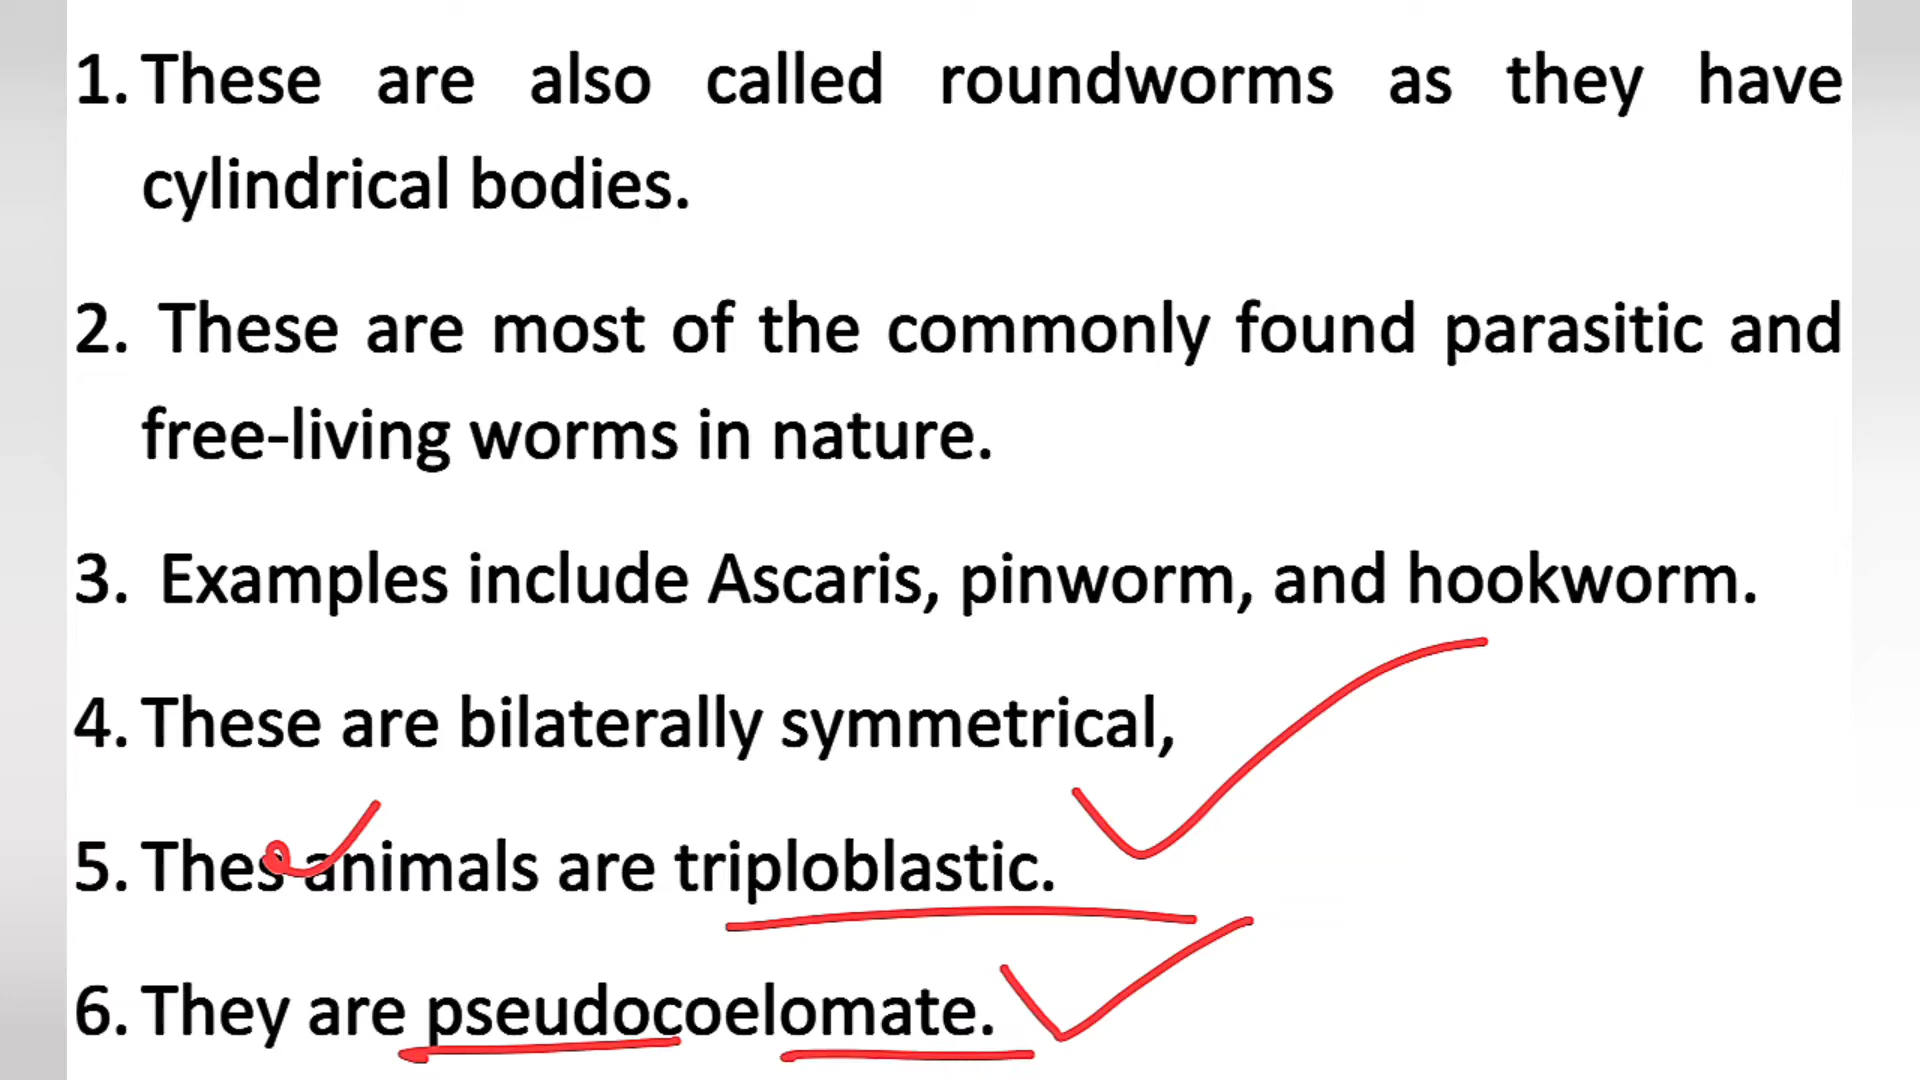 1. These are also called roundworms as they have
cylindrical bodies.
2. These are most of the commonly found parasitic and
free-living worms in nature.
3. Examples include Ascaris, pinworm, and hookworm.
4. These are bilaterally symmetrical,
5. Thes animals are triploblastic.
6. They are pseudocoelomate.